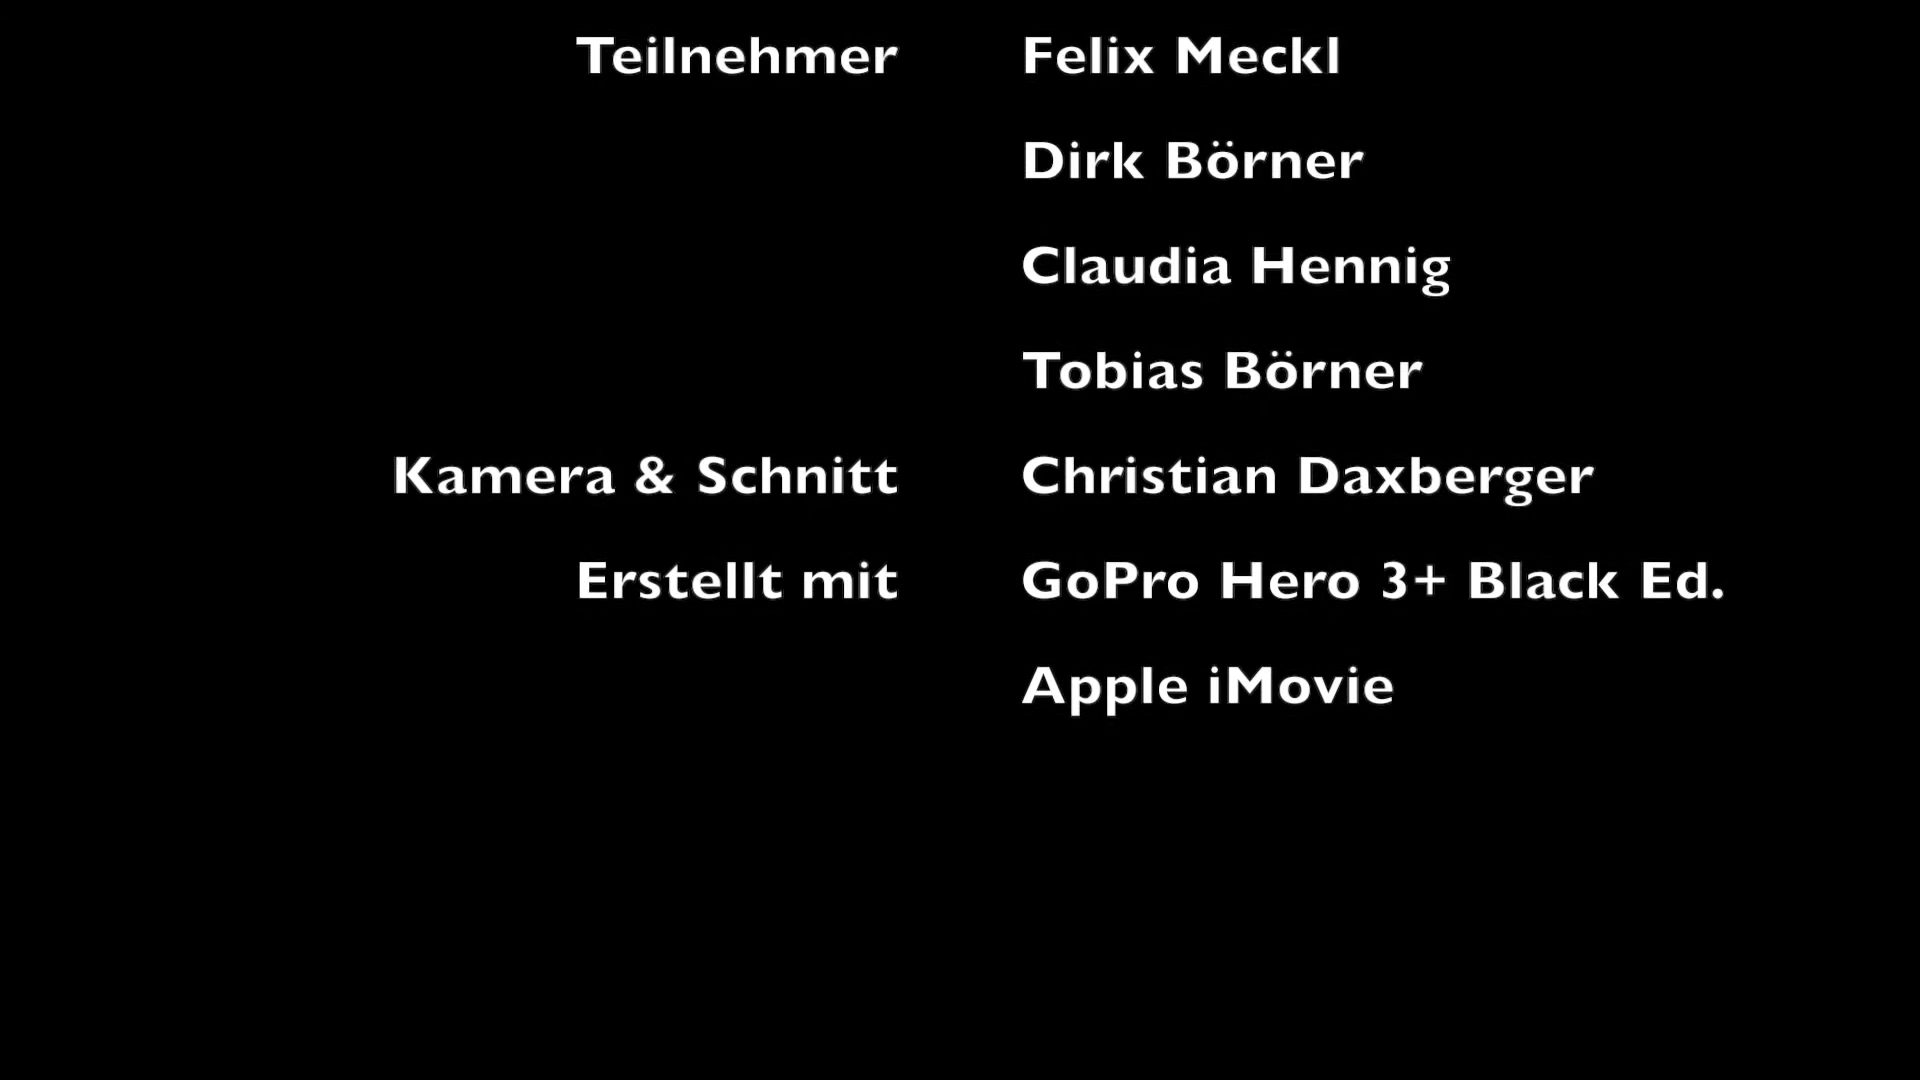 Teilnehmer Felix Meckl
Dirk Börner
Claudia Hennig
Tobias Börner
Kamera & Schnitt Christian Daxberger
Erstellt mit GoPro Hero 3+ Black Ed.
Apple iMovie